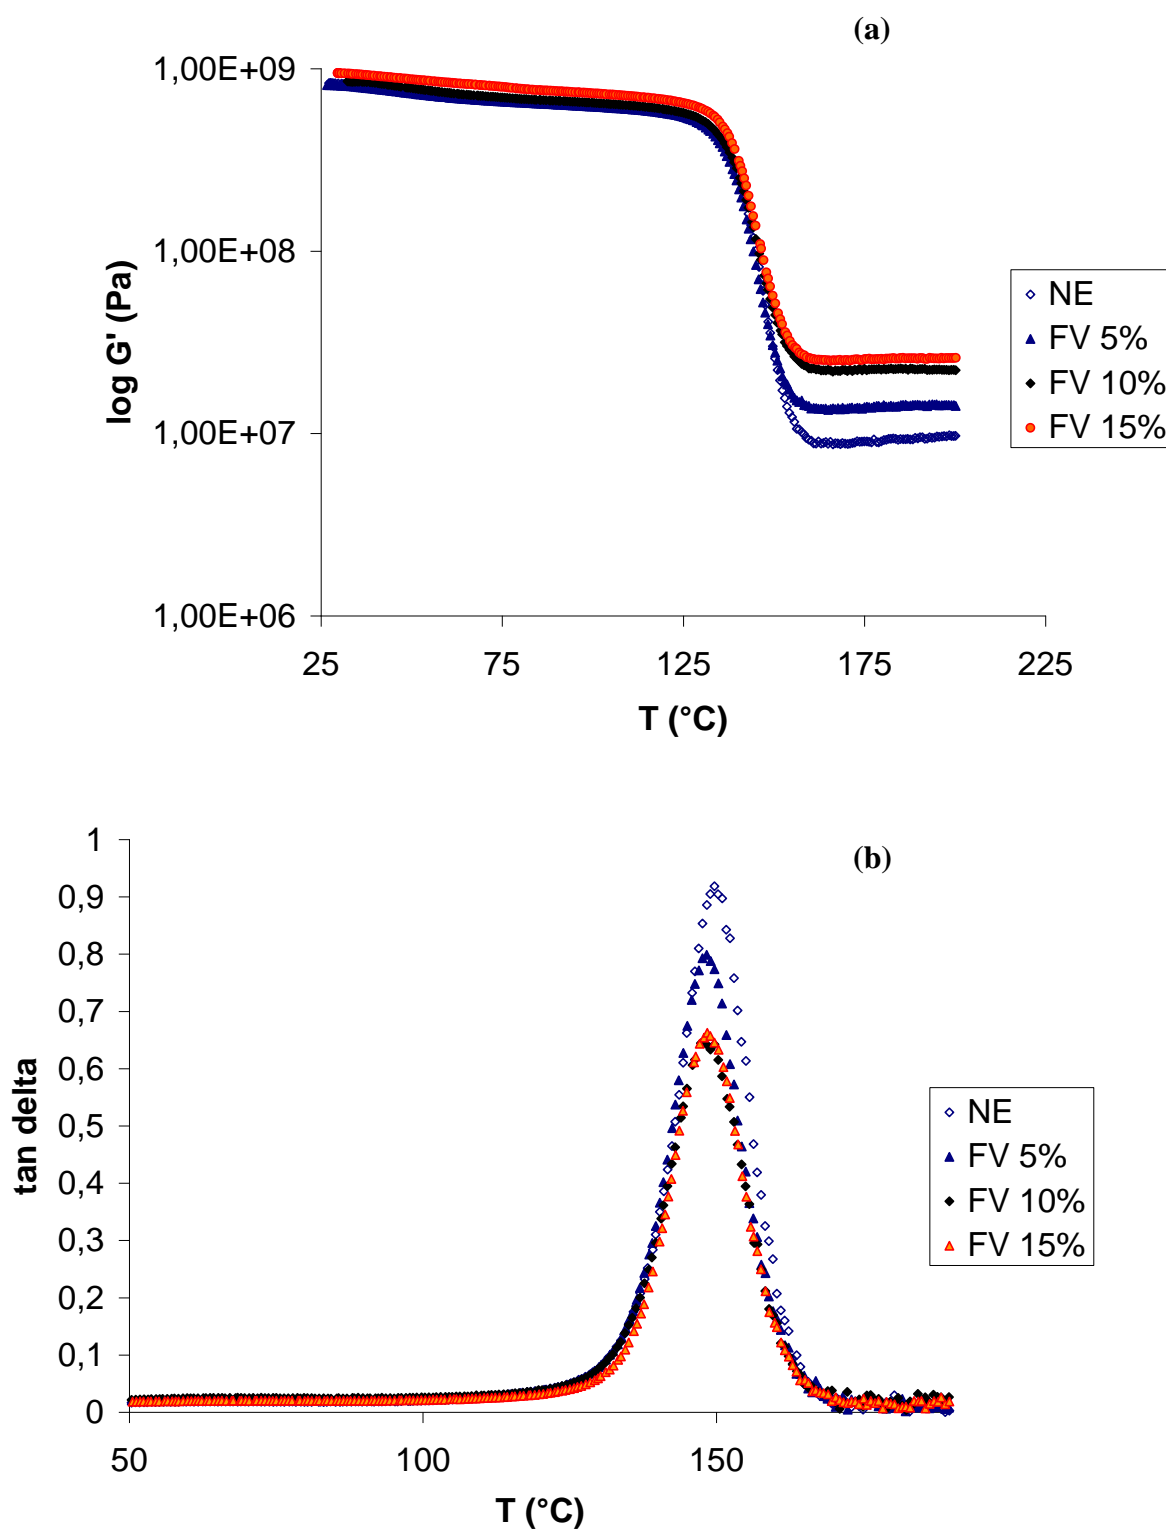 (a)
1,00E+09
1,00E+08
1,00E+07
1,00E+06
log G' (Pa)
25 75 125 175 225
T (°C)
NE
FV 5%
FV 10%
FV 15%
(b)
1
0,9
0,8
0,7
0,6
0,5
0,4
0,3
0,2
0,1
0
tan delta
50 100 150
T (°C)
NE
FV 5%
FV 10%
FV 15%